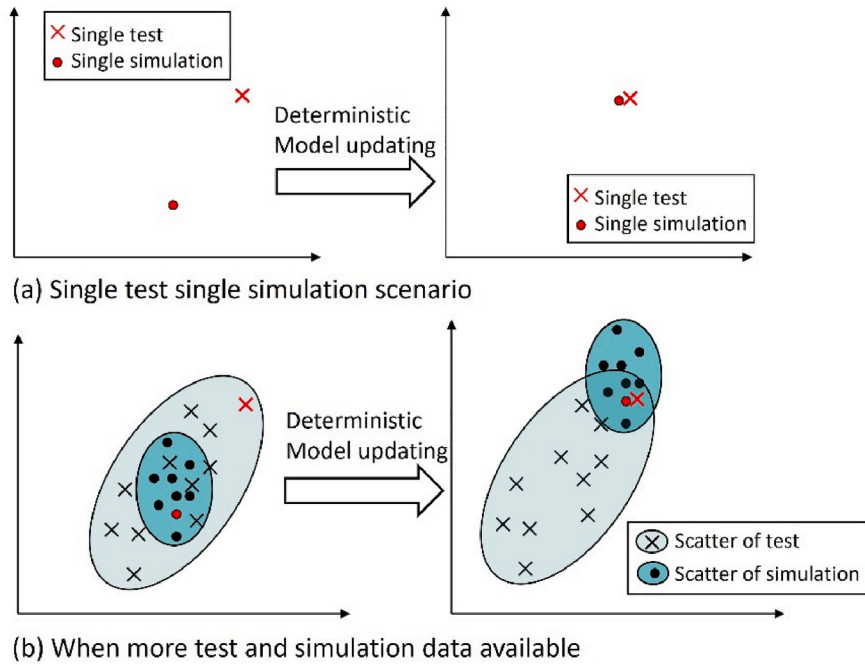 Single test
Single simulation
Deterministic
Model updating
Single test
Single simulation
(a) Single test single simulation scenario
Deterministic
Model updating
Scatter of test
Scatter of simulation
(b) When more test and simulation data available